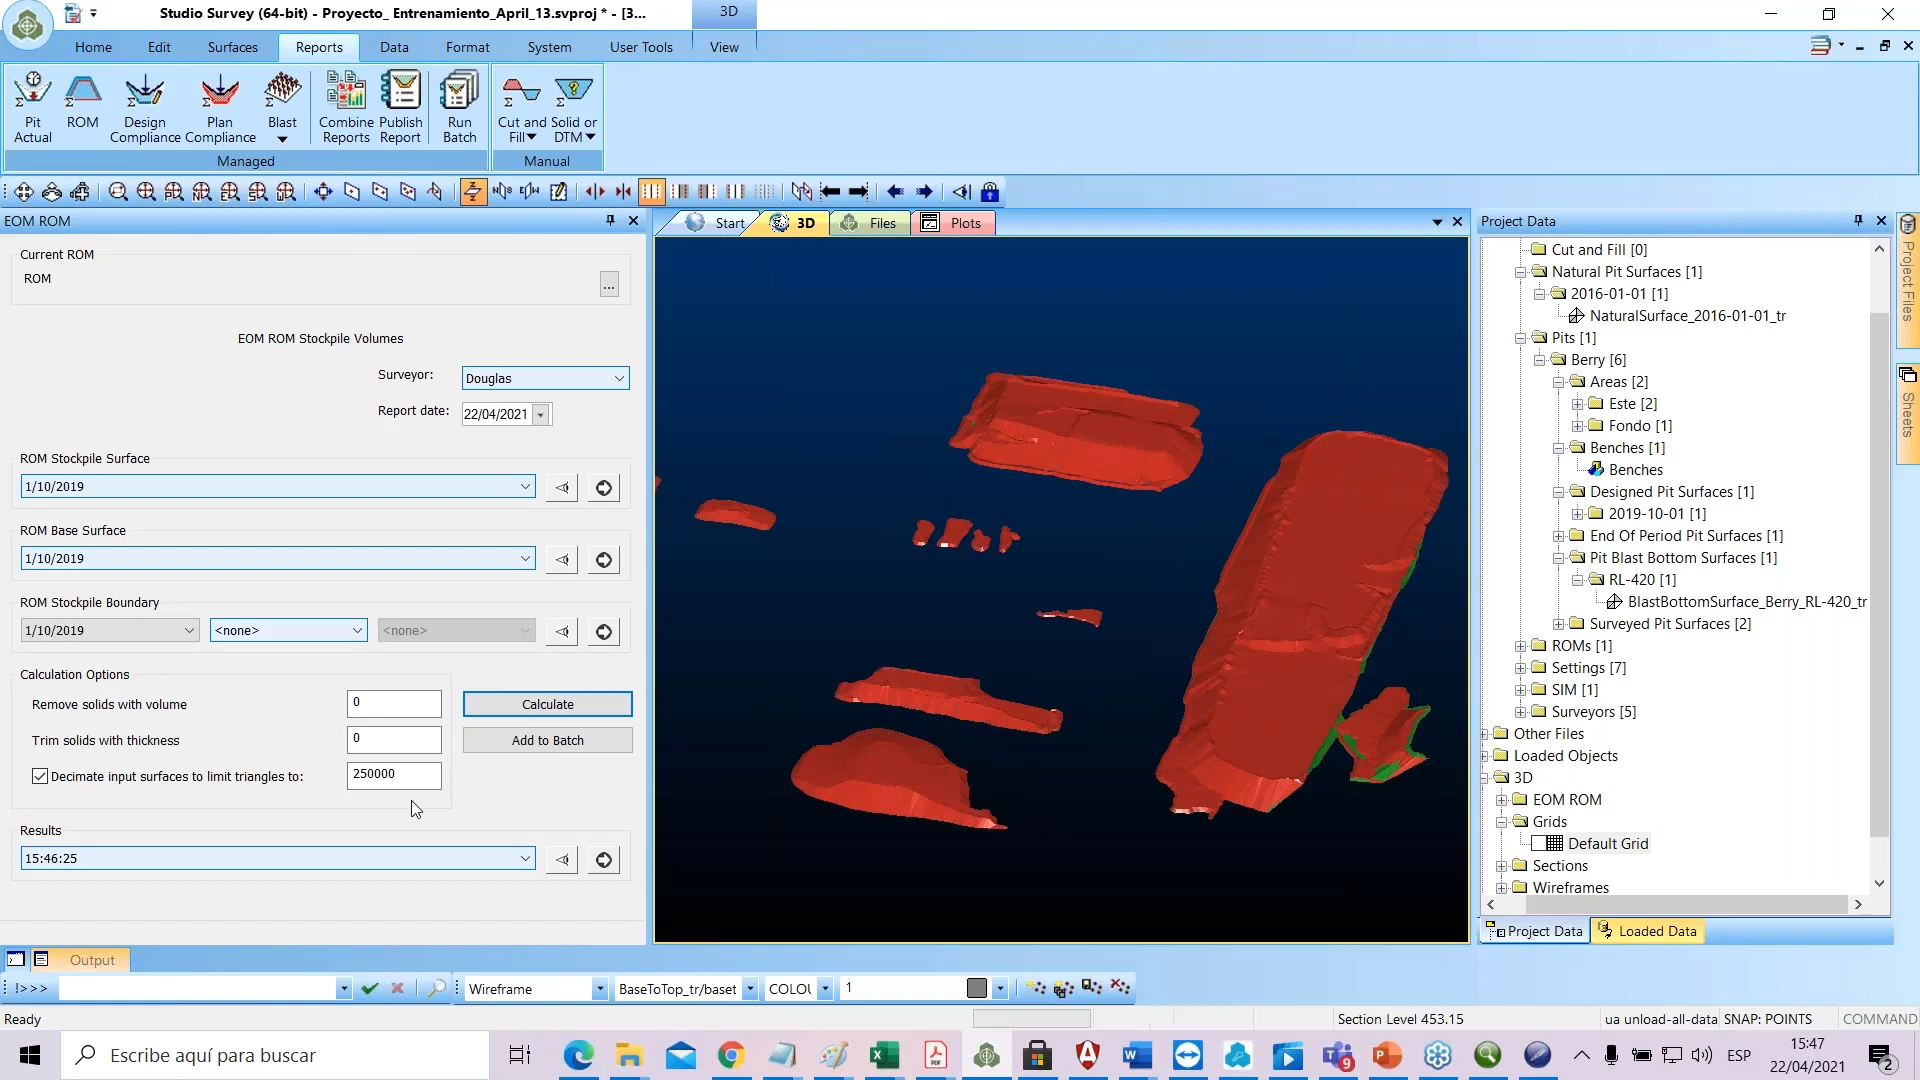 Studio Survey (64-bit) - Proyecto_ Entrenamiento_April_13.svproj * - [3...
3D
Home
Edit
Surfaces
Reports
Data
Format
System
User Tools
View
Pit Actual
ROM
Design Compliance
Plan Compliance
Blast
Combine Reports
Publish Report
Run Batch
Cut and Fill
Solid or DTM
Managed
Manual
EOM ROM
Current ROM
ROM
...
EOM ROM Stockpile Volumes
Surveyor:
Douglas
Report date:
22/04/2021
ROM Stockpile Surface
1/10/2019
ROM Base Surface
1/10/2019
ROM Stockpile Boundary
1/10/2019
<none>
<none>
Calculation Options
Remove solids with volume
0
Calculate
Trim solids with thickness
0
Add to Batch
Decimate input surfaces to limit triangles to:
250000
Results
15:46:25
Start
3D
Files
Plots
Project Data
Cut and Fill [0]
Natural Pit Surfaces [1]
2016-01-01 [1]
NaturalSurface_2016-01-01_tr
Pits [1]
Berry [6]
Areas [2]
Este [2]
Fondo [1]
Benches [1]
Benches
Designed Pit Surfaces [1]
2019-10-01 [1]
End Of Period Pit Surfaces [1]
Pit Blast Bottom Surfaces [1]
RL-420 [1]
BlastBottomSurface_Berry_RL-420_tr
Surveyed Pit Surfaces [2]
ROMs [1]
Settings [7]
SIM [1]
Surveyors [5]
Other Files
Loaded Objects
3D
EOM ROM
Grids
Default Grid
Sections
Wireframes
Project Data
Loaded Data
Project Files
Sheets
Output
!>>>
Wireframe
BaseToTop_tr/baset
COLOU
1
Ready
Section Level 453.15
ua unload-all-data
SNAP: POINTS
COMMAND
Escribe aquí para buscar
9
ESP
15:47
22/04/2021
2